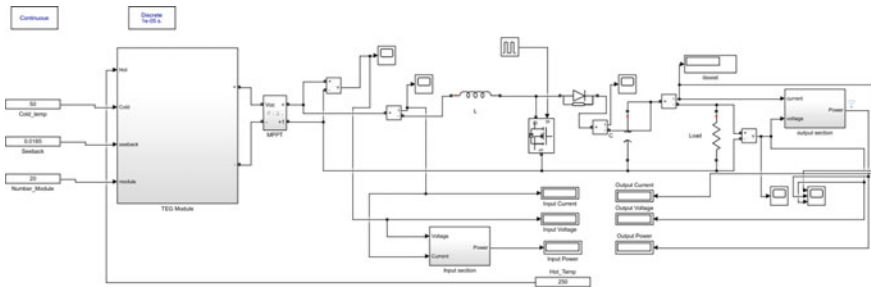 Continuous
Discrete
1e-05 s.
Hot
Cold
seeback
module
TEG Module
50
Cold_temp
0.0185
Seeback
20
Number_Module
Voc
MPPT
L
C
Load
iboost
current
voltage
Power
output section
Input Current
Input Voltage
Input Power
Output Current
Output Voltage
Output Power
Voltage
Current
Power
Input section
Hot_Temp
250